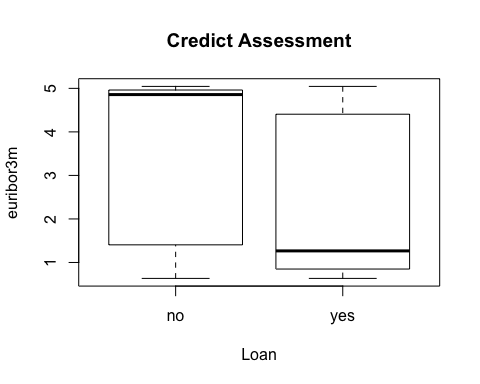 Credict Assessment
5
4
3
2
1
euribor3m
no yes
Loan